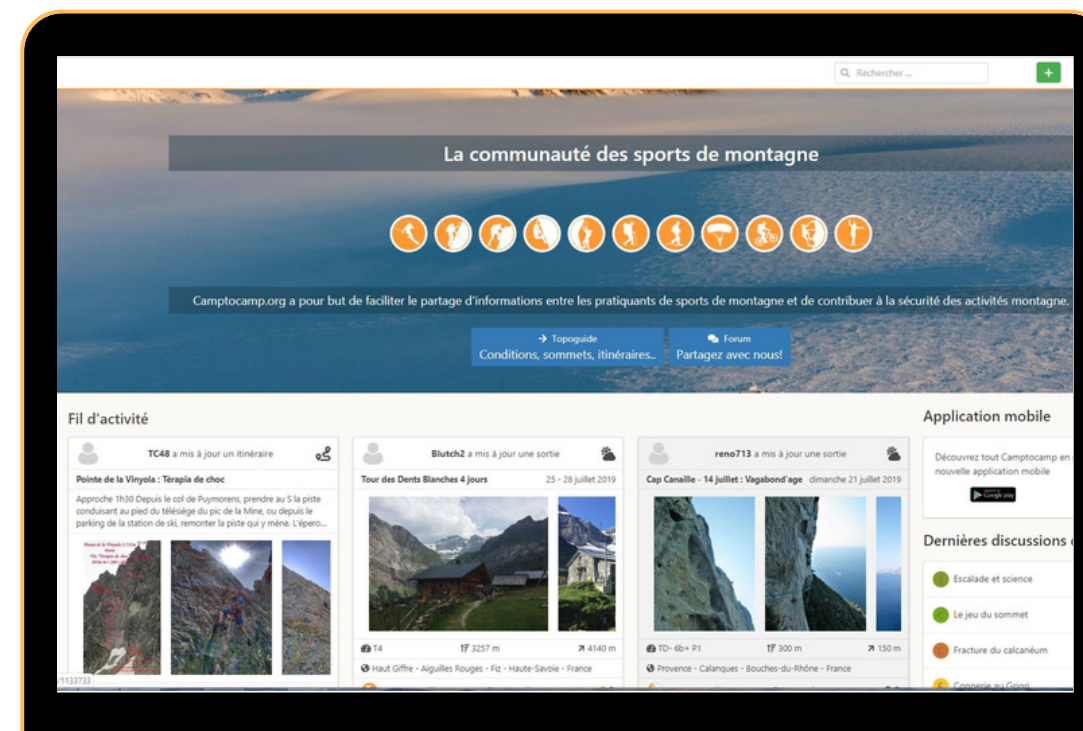 Rechercher ...
La communauté des sports de montagne
Camptocamp.org a pour but de faciliter le partage d'informations entre les pratiquants de sports de montagne et de contribuer à la sécurité des activités montagne.
Topoguide
Conditions, sommets, itinéraires...
Forum
Partagez avec nous!
Fil d'activité
TC48 a mis à jour un itinéraire
Pointe de la Vinyola : Tèrapia de choc
Approche 1h30 Depuis le col de Puymorens, prendre au S la piste
conduisant au pied du télésiège du pic de la Mine, ou depuis le
parking de la station de ski, remonter la piste qui y mène. L'épero...
/1133733
Blutch2 a mis à jour une sortie
Tour des Dents Blanches 4 jours 25 - 28 juillet 2019
T4 3257 m 4140 m
Haut Giffre - Aiguilles Rouges - Fiz - Haute-Savoie - France
reno713 a mis à jour une sortie
Cap Canaille - 14 juillet : Vagabond'age dimanche 21 juillet 2019
TD- 6b+ P1 300 m 150 m
Provence - Calanques - Bouches-du-Rhône - France
Application mobile
Découvrez tout Camptocamp en
nouvelle application mobile
Google play
Dernières discussions
Escalade et science
Le jeu du sommet
Fracture du calcanéum
Connerie au Grigri